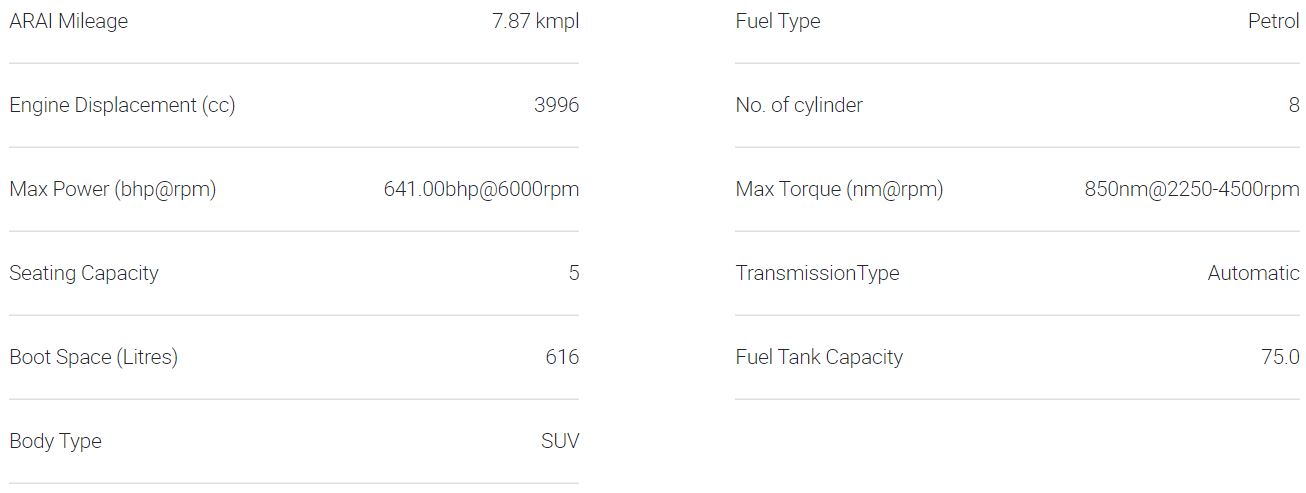 ARAI Mileage 7.87 kmpl Fuel Type Petrol
Engine Displacement (cc) 3996 No. of cylinder 8
Max Power (bhp@rpm) 641.00bhp@6000rpm Max Torque (nm@rpm) 850nm@2250-4500rpm
Seating Capacity 5 TransmissionType Automatic
Boot Space (Litres) 616 Fuel Tank Capacity 75.0
Body Type SUV